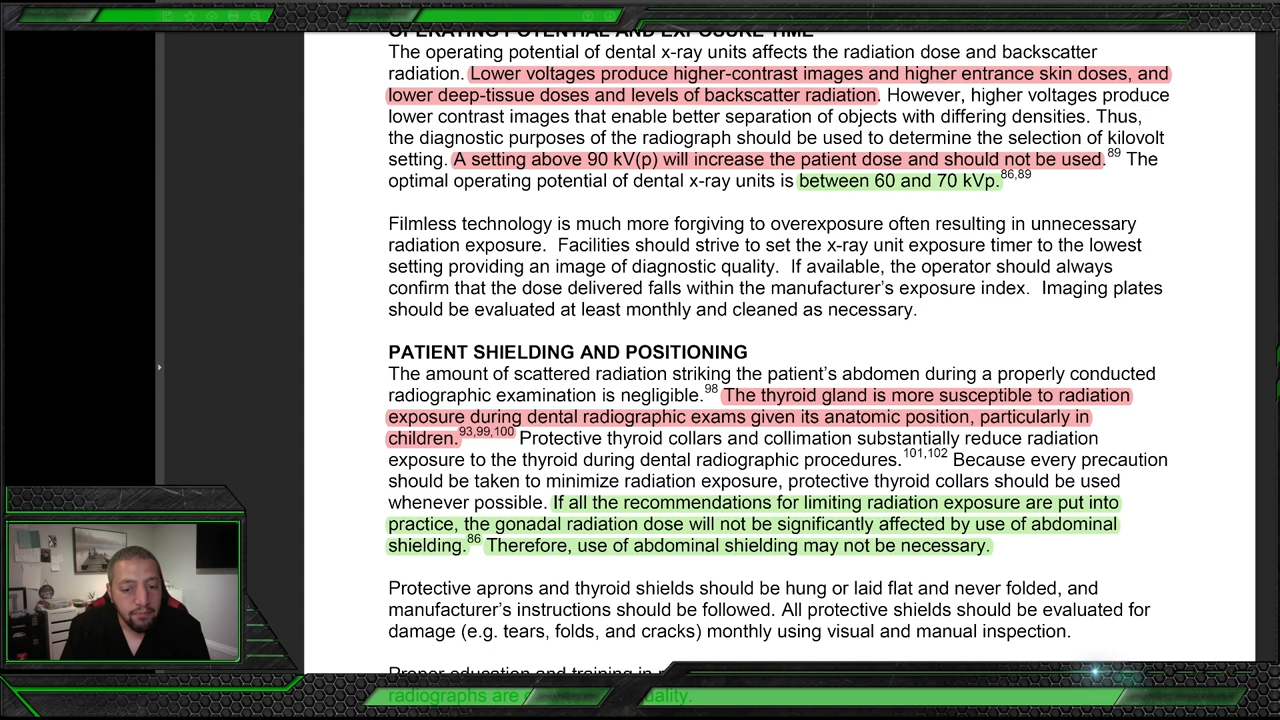 OPERATING POTENTIAL AND EXPOSURE TIME
The operating potential of dental x-ray units affects the radiation dose and backscatter
radiation. Lower voltages produce higher-contrast images and higher entrance skin doses, and
lower deep-tissue doses and levels of backscatter radiation. However, higher voltages produce
lower contrast images that enable better separation of objects with differing densities. Thus,
the diagnostic purposes of the radiograph should be used to determine the selection of kilovolt
setting. A setting above 90 kV(p) will increase the patient dose and should not be used.89 The
optimal operating potential of dental x-ray units is between 60 and 70 kVp.86,89
Filmless technology is much more forgiving to overexposure often resulting in unnecessary
radiation exposure.  Facilities should strive to set the x-ray unit exposure timer to the lowest
setting providing an image of diagnostic quality.  If available, the operator should always
confirm that the dose delivered falls within the manufacturer’s exposure index.  Imaging plates
should be evaluated at least monthly and cleaned as necessary.
PATIENT SHIELDING AND POSITIONING
The amount of scattered radiation striking the patient’s abdomen during a properly conducted
radiographic examination is negligible.98 The thyroid gland is more susceptible to radiation
exposure during dental radiographic exams given its anatomic position, particularly in
children.93,99,100 Protective thyroid collars and collimation substantially reduce radiation
exposure to the thyroid during dental radiographic procedures.101,102 Because every precaution
should be taken to minimize radiation exposure, protective thyroid collars should be used
whenever possible. If all the recommendations for limiting radiation exposure are put into
practice, the gonadal radiation dose will not be significantly affected by use of abdominal
shielding.86 Therefore, use of abdominal shielding may not be necessary.
Protective aprons and thyroid shields should be hung or laid flat and never folded, and
manufacturer’s instructions should be followed. All protective shields should be evaluated for
damage (e.g. tears, folds, and cracks) monthly using visual and manual inspection.
Proper education and training in
radiographs are